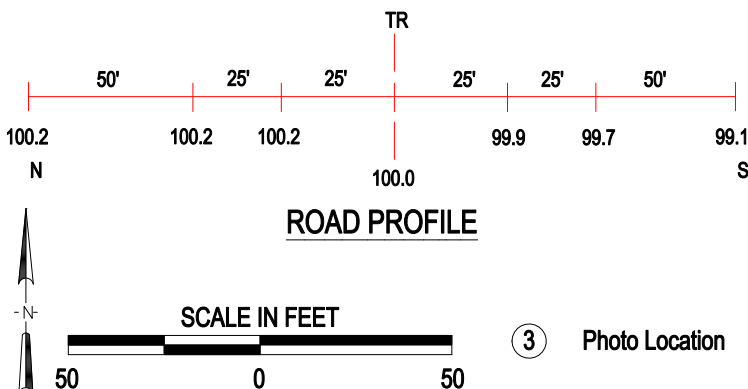 TR
50' 25' 25' 25' 25' 50'
100.2 100.2 100.2 99.9 99.7 99.1
N S
100.0
ROAD PROFILE
-N-
SCALE IN FEET
3 Photo Location
50 0 50